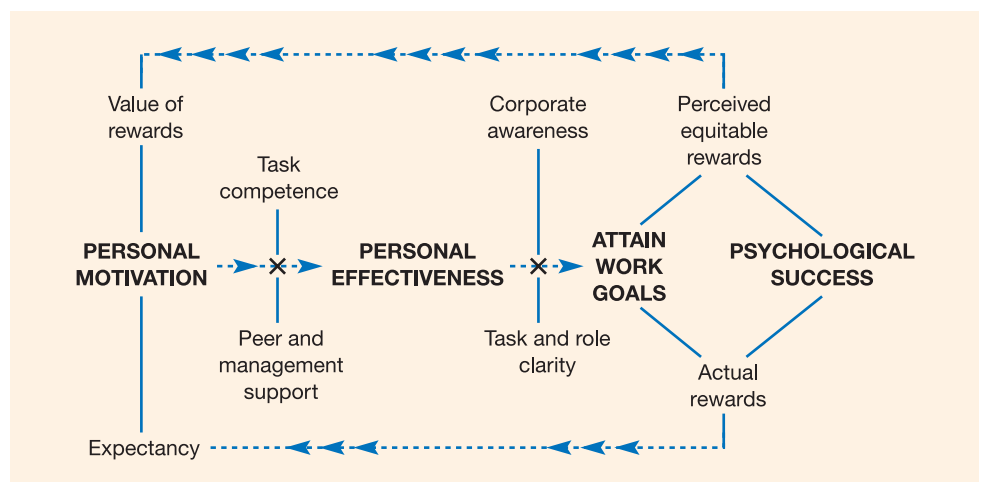 Value of
rewards
Corporate
awareness
Perceived
equitable
rewards
Task
competence
PERSONAL
MOTIVATION
PERSONAL
EFFECTIVENESS
ATTAIN
WORK
GOALS
PSYCHOLOGICAL
SUCCESS
Peer and
management
support
Task and role
clarity
Actual
rewards
Expectancy